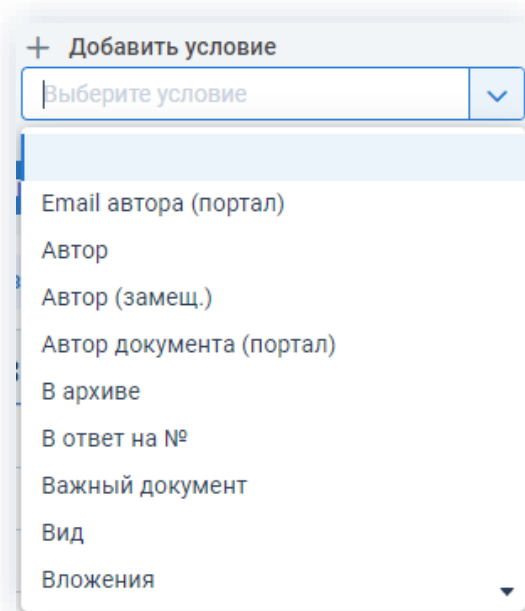 + Добавить условие
Выберите условие
Email автора (портал)
Автор
Автор (замещ.)
Автор документа (портал)
В архиве
В ответ на №
Важный документ
Вид
Вложения